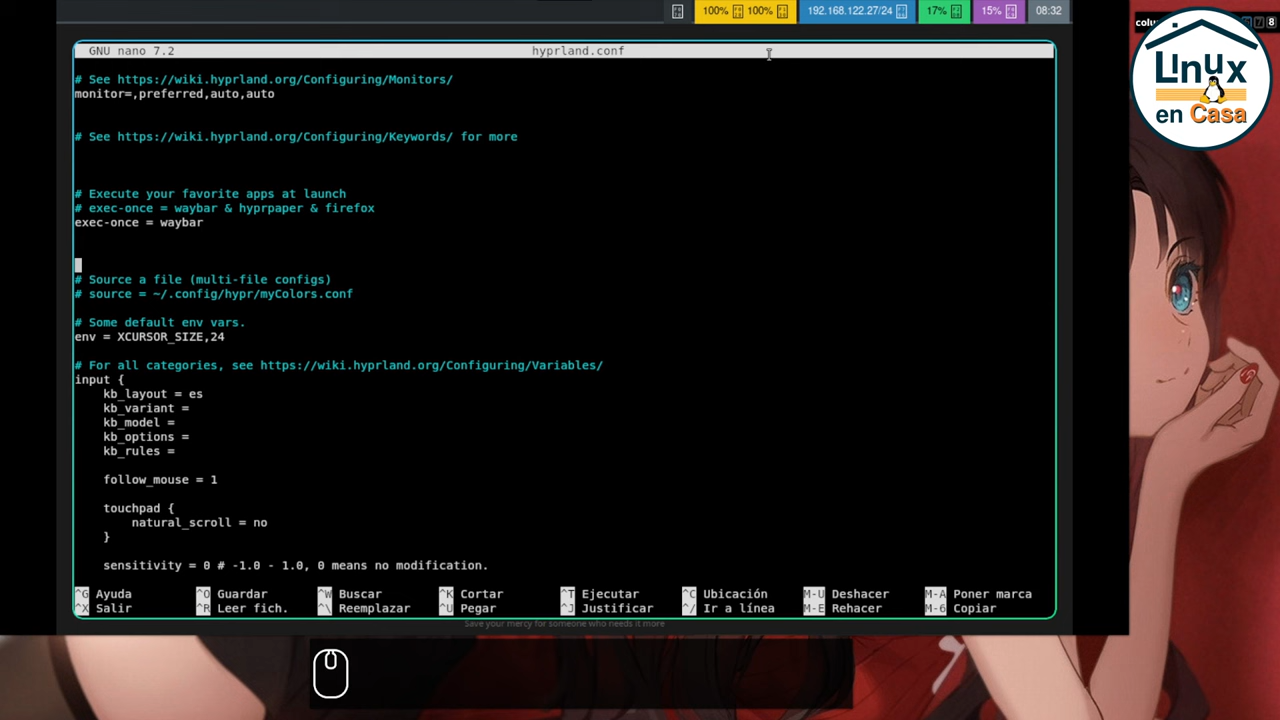 100% 100% 192.168.122.27/24 17% 15% 08:32
8
LInux
en Casa
GNU nano 7.2 hyprland.conf
# See https://wiki.hyprland.org/Configuring/Monitors/
monitor=,preferred,auto,auto
# See https://wiki.hyprland.org/Configuring/Keywords/ for more
# Execute your favorite apps at launch
# exec-once = waybar & hyprpaper & firefox
exec-once = waybar
# Source a file (multi-file configs)
# source = ~/.config/hypr/myColors.conf
# Some default env vars.
env = XCURSOR_SIZE,24
# For all categories, see https://wiki.hyprland.org/Configuring/Variables/
input {
kb_layout = es
kb_variant =
kb_model =
kb_options =
kb_rules =
follow_mouse = 1
touchpad {
natural_scroll = no
}
sensitivity = 0 # -1.0 - 1.0, 0 means no modification.
^G Ayuda ^O Guardar ^W Buscar ^K Cortar ^T Ejecutar ^C Ubicación M-U Deshacer M-A Poner marca
^X Salir ^R Leer fich. ^\ Reemplazar ^U Pegar ^J Justificar ^/ Ir a línea M-E Rehacer M-6 Copiar
Save your mercy for someone who needs it more